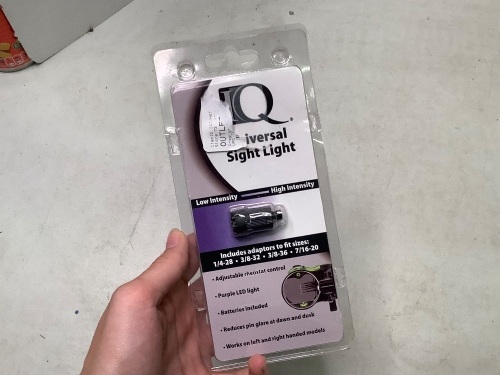 IQ®
iversal
Sight Light
OUTLE
Low Intensity High Intensity
Includes adaptors to fit sizes:
1/4-28 • 3/8-32 • 3/8-36 • 7/16-20
• Adjustable rheostat control
• Purple LED light
• Batteries included
• Reduces pin glare at dawn and dusk
• Works on left and right handed models